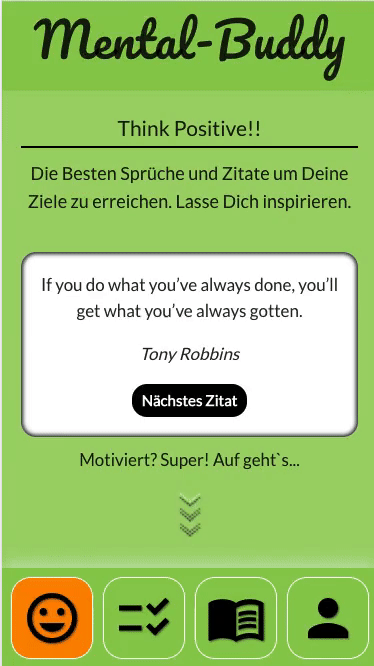 Mental-Buddy
Think Positive!!
Die Besten Sprüche und Zitate um Deine
Ziele zu erreichen. Lasse Dich inspirieren.
If you do what you’ve always done, you’ll
get what you’ve always gotten.
Tony Robbins
Nächstes Zitat
Motiviert? Super! Auf geht`s...